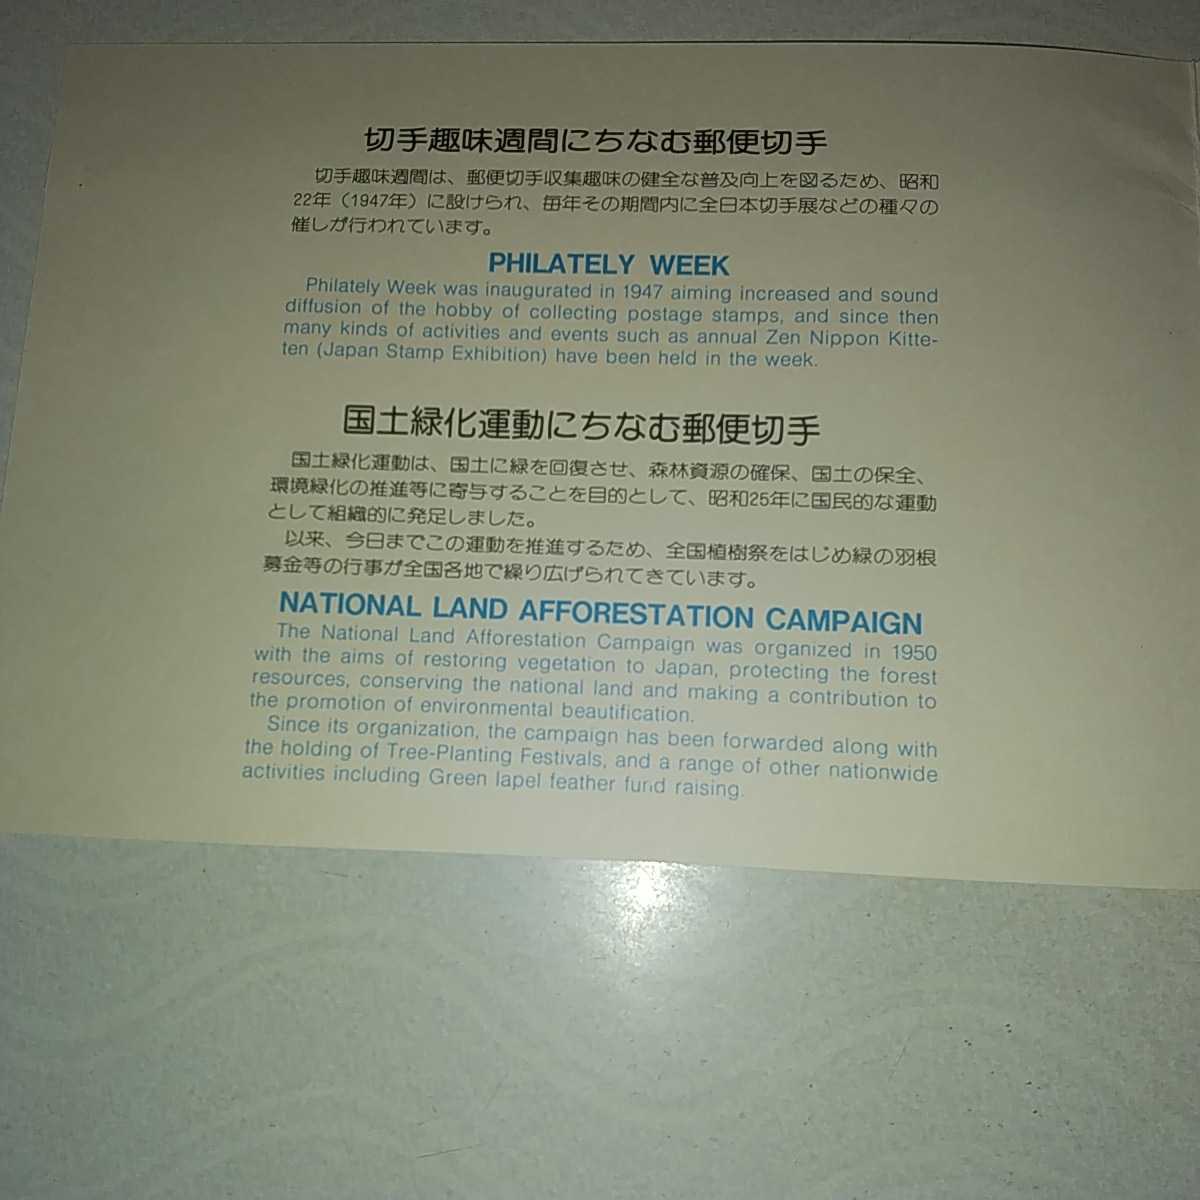 切手趣味週間にちなむ郵便切手
切手趣味週間は、郵便切手収集趣味の健全な普及向上を図るため、昭和
22年（1947年）に設けられ、毎年その期間内に全日本切手展などの種々の
催しが行われています。
PHILATELY WEEK
Philately Week was inaugurated in 1947 aiming increased and sound
diffusion of the hobby of collecting postage stamps, and since then
many kinds of activities and events such as annual Zen Nippon Kitte-
ten (Japan Stamp Exhibition) have been held in the week.
国土緑化運動にちなむ郵便切手
国土緑化運動は、国土に緑を回復させ、森林資源の確保、国土の保全、
環境緑化の推進等に寄与することを目的として、昭和25年に国民的な運動
として組織的に発足しました。
以来、今日までこの運動を推進するため、全国植樹祭をはじめ緑の羽根
募金等の行事が全国各地で繰り広げられてきています。
NATIONAL LAND AFFORESTATION CAMPAIGN
The National Land Afforestation Campaign was organized in 1950
with the aims of restoring vegetation to Japan, protecting the forest
resources, conserving the national land and making a contribution to
the promotion of environmental beautification.
Since its organization, the campaign has been forwarded along with
the holding of Tree-Planting Festivals, and a range of other nationwide
activities including Green lapel feather fund raising.